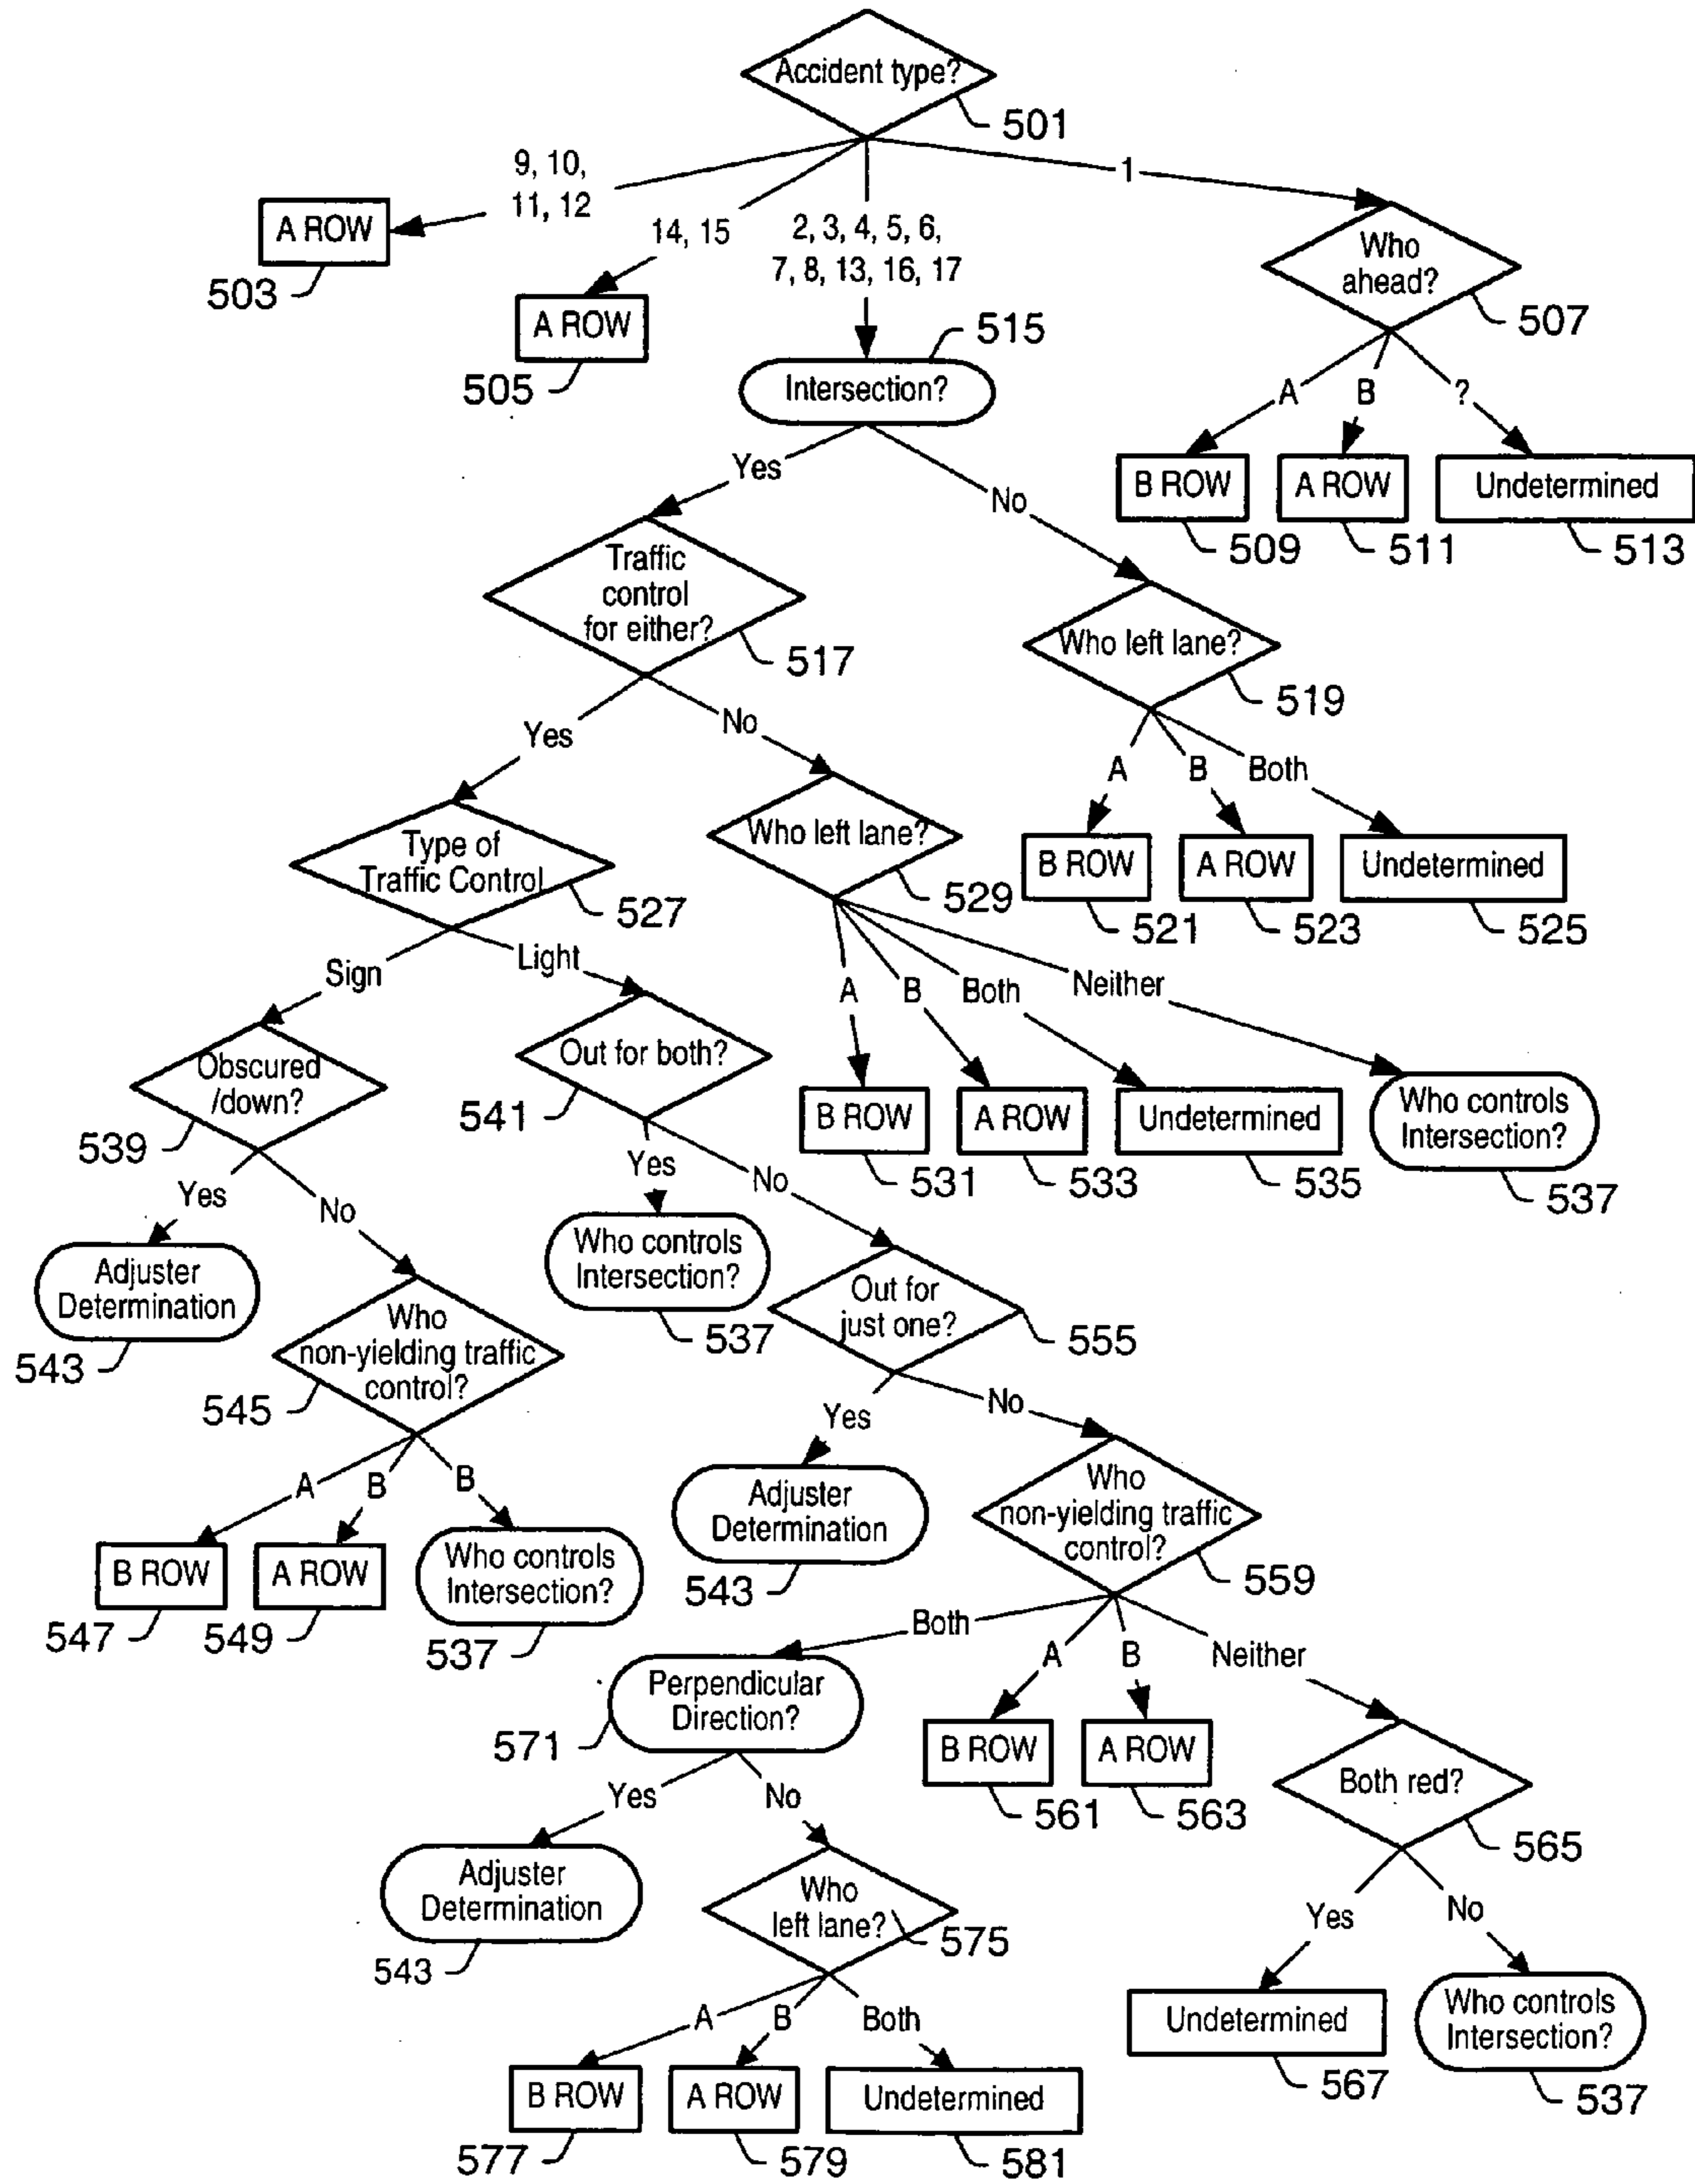 Accident type?
501
9, 10,
11, 12
1
A ROW
503
14, 15
2, 3, 4, 5, 6,
7, 8, 13, 16, 17
Who
ahead?
507
A ROW
505
515
Intersection?
A
B
?
B ROW
A ROW
Undetermined
509
511
513
Yes
No
Traffic
control
for either?
517
Who left lane?
519
A
B
Both
B ROW
A ROW
Undetermined
521
523
525
Yes
No
Type of
Traffic Control
527
Who left lane?
529
Sign
Light
A
B
Both
Neither
B ROW
A ROW
Undetermined
Who controls
Intersection?
531
533
535
537
Obscured
/down?
539
Out for both?
541
Yes
No
Yes
No
Adjuster
Determination
543
Who
non-yielding traffic
control?
545
Who controls
Intersection?
537
Out for
just one?
555
A
B
B
B ROW
A ROW
Who controls
Intersection?
547
549
537
Yes
No
Adjuster
Determination
543
Who
non-yielding traffic
control?
559
Both
A
B
Neither
Perpendicular
Direction?
571
B ROW
A ROW
561
563
Both red?
565
Yes
No
Adjuster
Determination
543
Who
left lane?
575
Yes
No
Undetermined
567
Who controls
Intersection?
537
A
B
Both
B ROW
A ROW
Undetermined
577
579
581